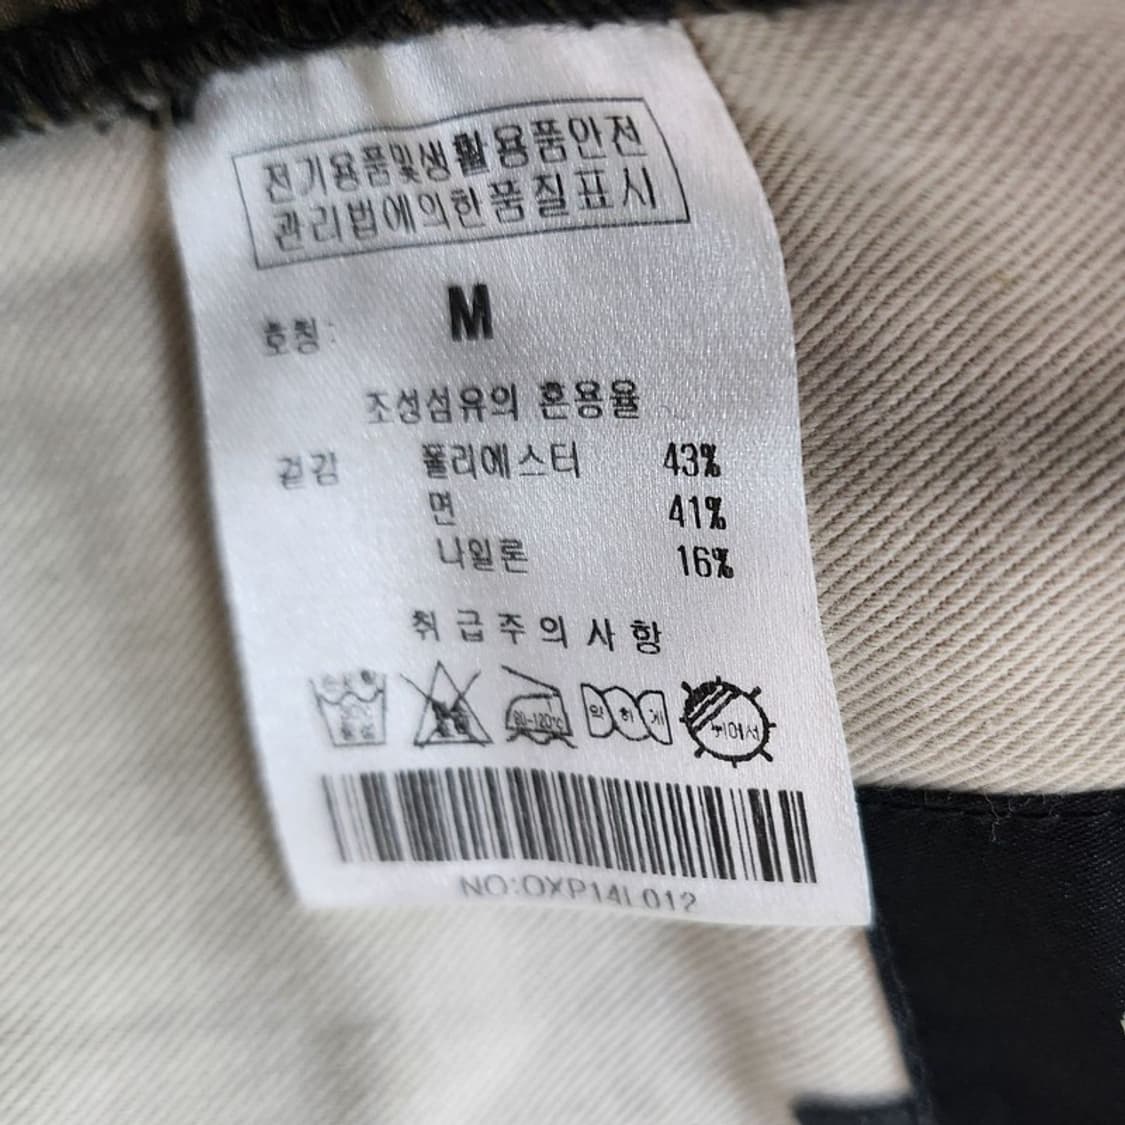 전기용품및생활용품안전
관리법에의한품질표시
호칭: M
조성섬유의 혼용율
겉감 폴리에스터 43%
면 41%
나일론 16%
취급주의사항
80-120℃ 약하게 뉘어서
NO:OXP14L012